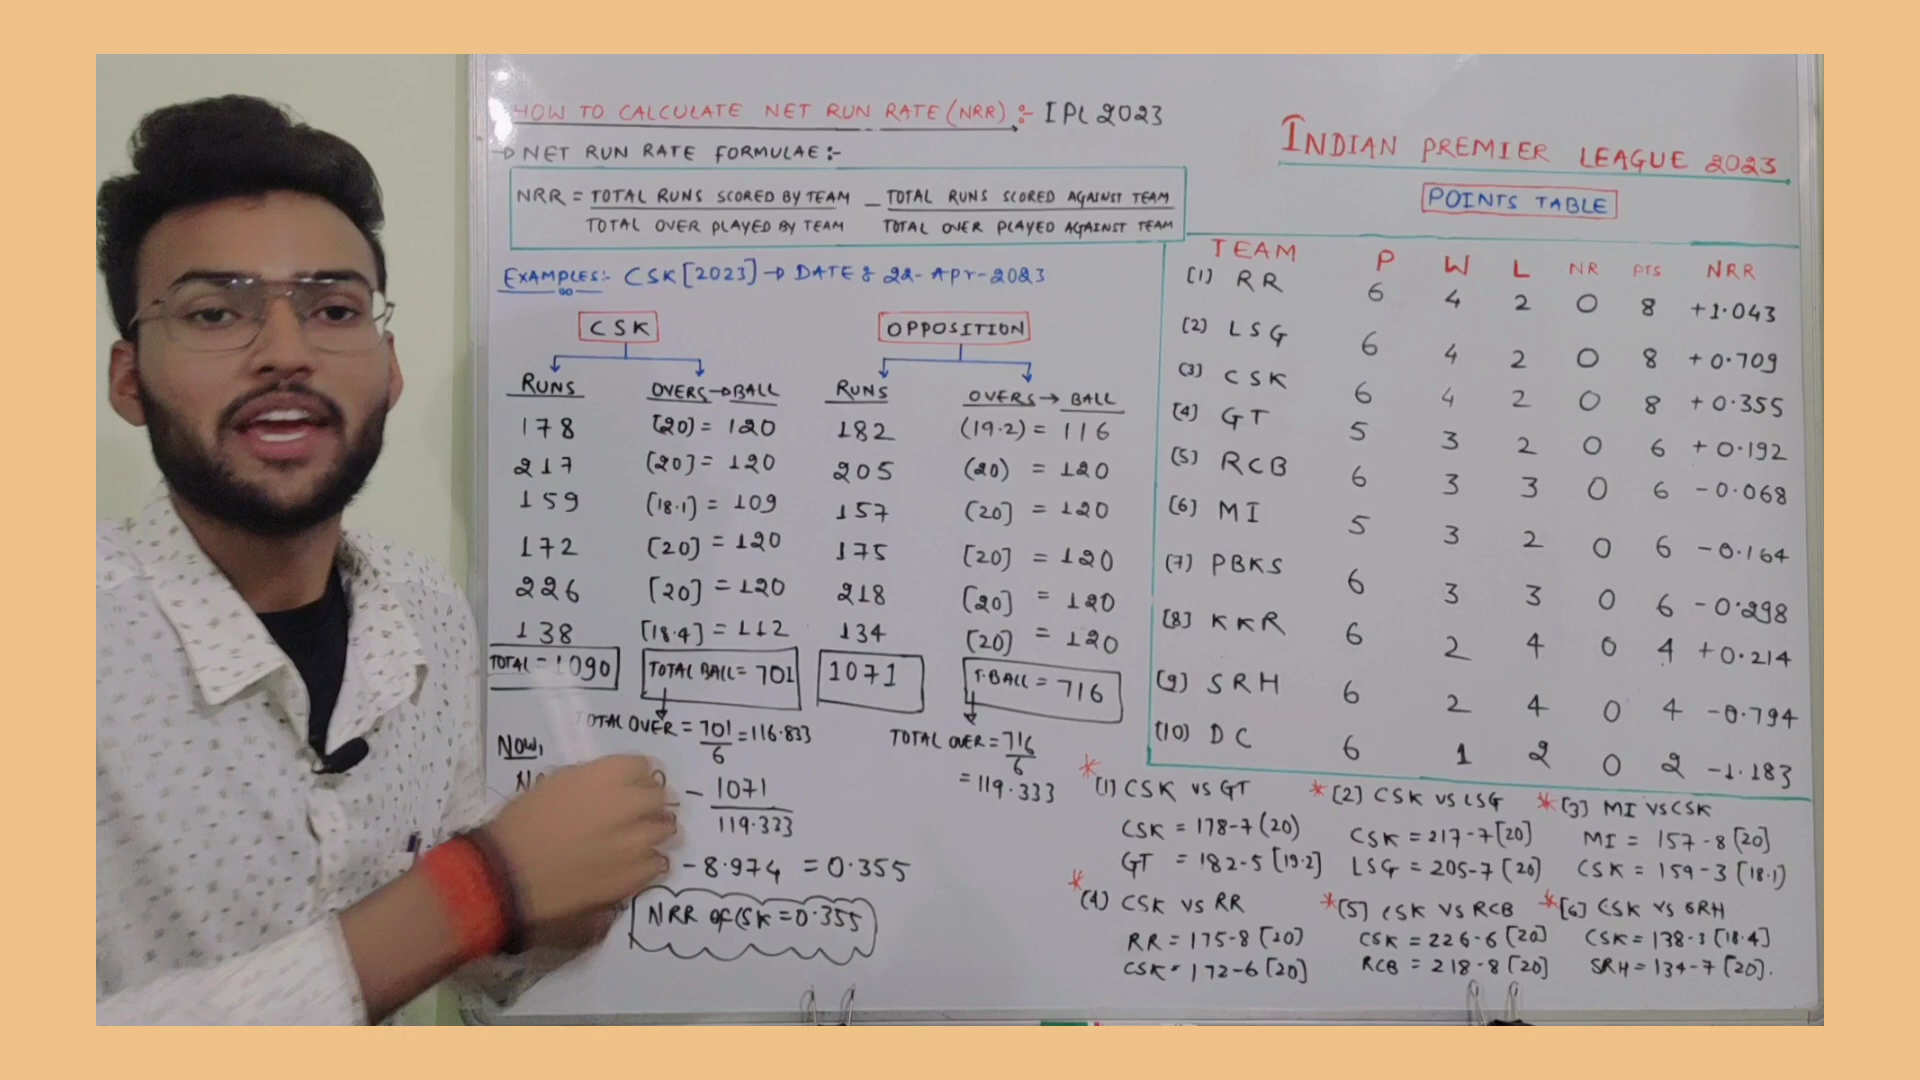 HOW TO CALCULATE NET RUN RATE (NRR) :- IPL 2023
NET RUN RATE FORMULAE :-
NRR = TOTAL RUNS SCORED BY TEAM - TOTAL RUNS SCORED AGAINST TEAM
TOTAL OVER PLAYED BY TEAM TOTAL OVER PLAYED AGAINST TEAM
EXAMPLES:- CSK [2023] → DATE : 22-Apr-2023
CSK OPPOSITION
RUNS OVERS → BALL RUNS OVERS → BALL
178 [20] = 120 182 (19.2) = 116
217 [20] = 120 205 (20) = 120
159 [18.1] = 109 157 [20] = 120
172 [20] = 120 175 [20] = 120
226 [20] = 120 218 [20] = 120
138 [18.4] = 112 134 [20] = 120
TOTAL = 1090 TOTAL BALL = 701 1071 T.BALL = 716
TOTAL OVER = 701/6 = 116.833 TOTAL OVER = 716/6
= 119.333
NOW,
- 1071
119.333
- 8.974 = 0.355
NRR OF CSK = 0.355
INDIAN PREMIER LEAGUE 2023
POINTS TABLE
TEAM P W L NR PTS NRR
(1) RR 6 4 2 0 8 +1.043
(2) LSG 6 4 2 0 8 +0.709
(3) CSK 6 4 2 0 8 +0.355
(4) GT 5 3 2 0 6 +0.192
(5) RCB 6 3 3 0 6 -0.068
(6) MI 5 3 2 0 6 -0.164
(7) PBKS 6 3 3 0 6 -0.298
(8) KKR 6 2 4 0 4 +0.214
(9) SRH 6 2 4 0 4 -0.794
(10) DC 6 1 2 0 2 -1.183
* (1) CSK VS GT
CSK = 178-7 (20)
GT = 182-5 [19.2]
* [2] CSK VS LSG
CSK = 217-7 [20]
LSG = 205-7 [20]
* [3] MI VS CSK
MI = 157-8 [20]
CSK = 159-3 [18.1]
* (4) CSK VS RR
RR = 175-8 [20]
CSK = 172-6 [20]
* [5] CSK VS RCB
CSK = 226-6 [20]
RCB = 218-8 [20]
* [6] CSK VS SRH
CSK = 138-3 [18.4]
SRH = 134-7 [20].